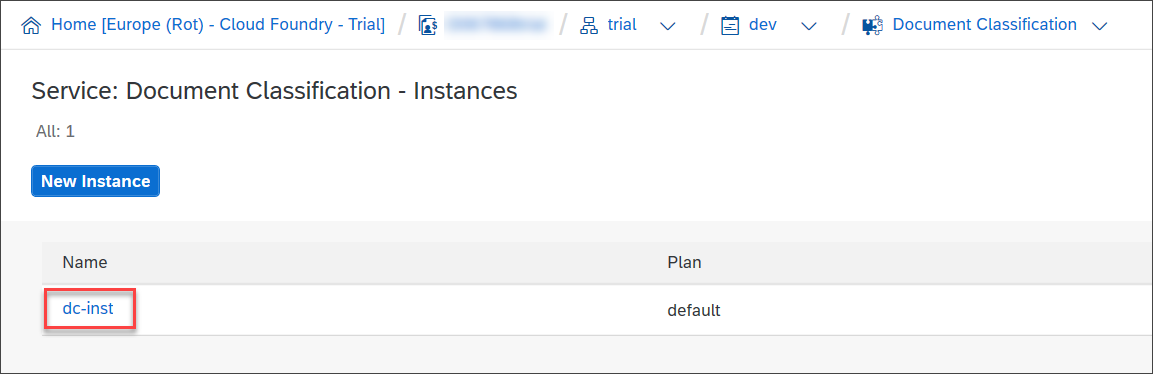 Home [Europe (Rot) - Cloud Foundry - Trial] / / trial / dev / Document Classification
Service: Document Classification - Instances
All: 1
New Instance
Name Plan
dc-inst default